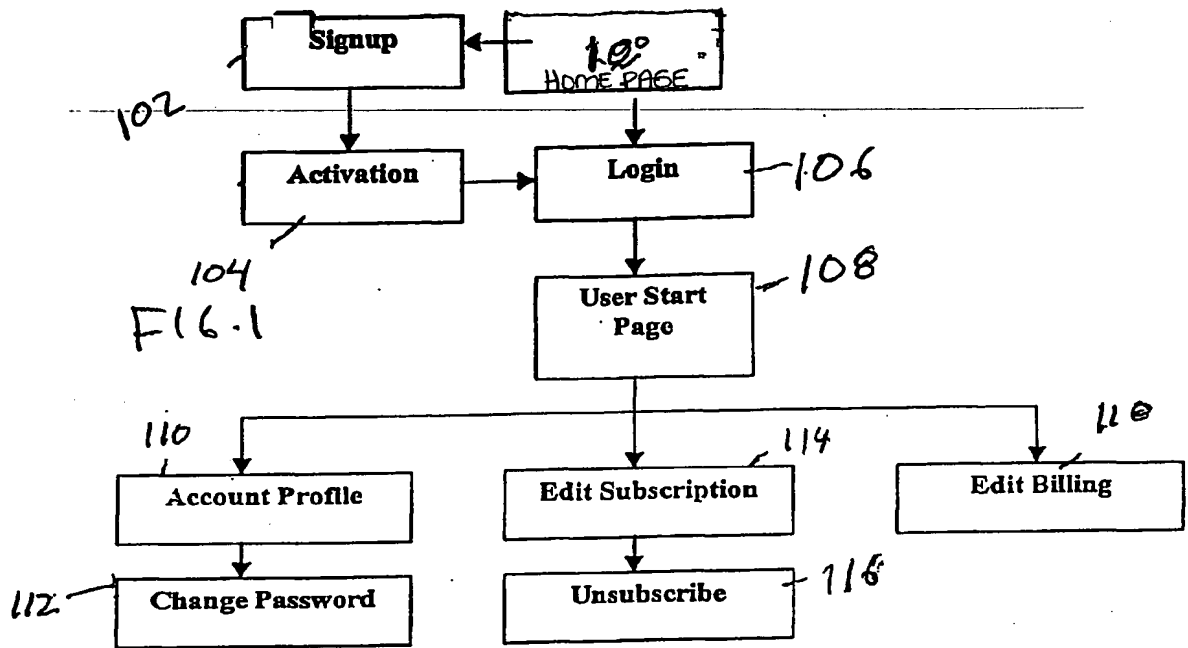 Signup
HOME PAGE
102
Activation
Login
106
104
FIG.1
User Start
Page
108
110
114
Account Profile
Edit Subscription
Edit Billing
112
Change Password
Unsubscribe
116